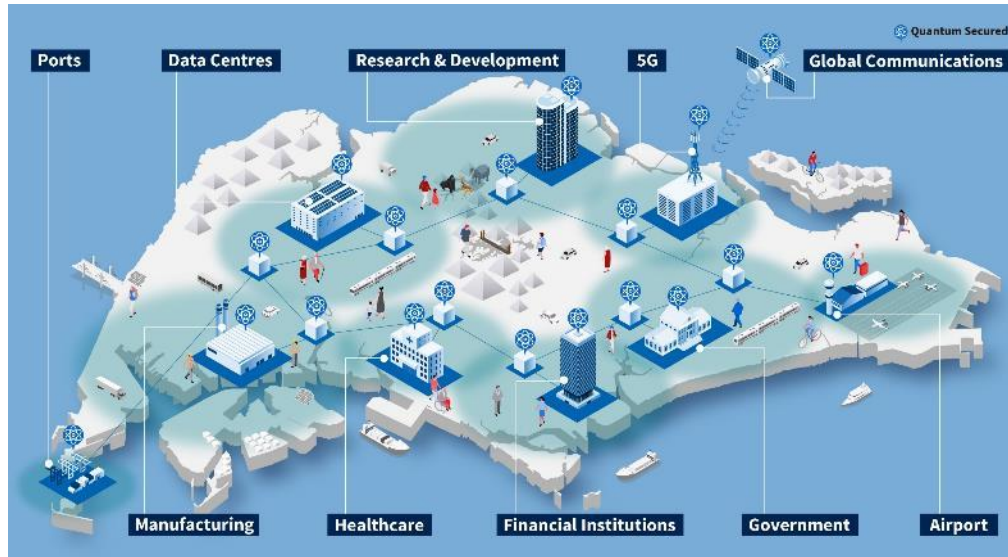 Quantum Secured
Ports
Data Centres
Research & Development
5G
Global Communications
Manufacturing
Healthcare
Financial Institutions
Government
Airport